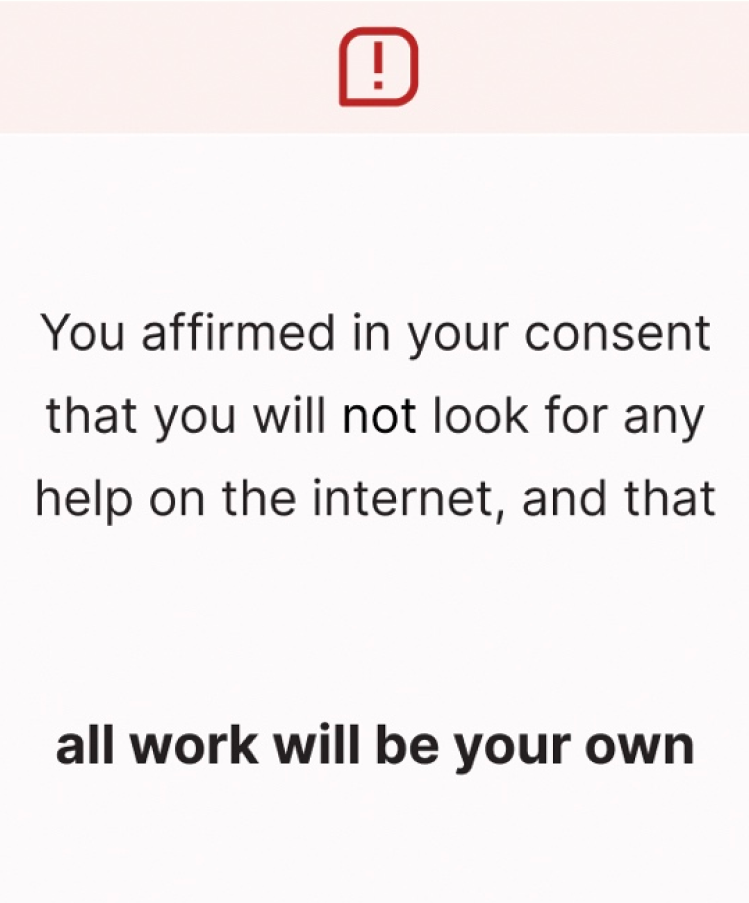 You affirmed in your consent
that you will not look for any
help on the internet, and that
all work will be your own